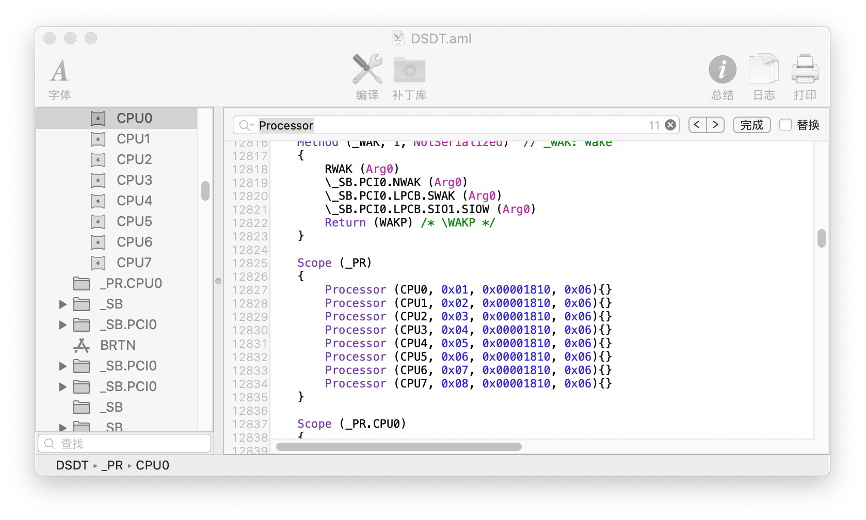 DSDT.aml
字体
编译
补丁库
总结
日志
打印
CPU0
CPU1
CPU2
CPU3
CPU4
CPU5
CPU6
CPU7
_PR.CPU0
_SB
_SB.PCI0
BRTN
_SB.PCI0
_SB.PCI0
_SB
_SB
查找
Processor 11 < > 完成 替换
12816 Method (_WAK, 1, NotSerialized) // _WAK: Wake
12817 {
12818 RWAK (Arg0)
12819 \_SB.PCI0.NWAK (Arg0)
12820 \_SB.PCI0.LPCB.SWAK (Arg0)
12821 \_SB.PCI0.LPCB.SIO1.SIOW (Arg0)
12822 Return (WAKP) /* \WAKP */
12823 }
12824
12825 Scope (_PR)
12826 {
12827 Processor (CPU0, 0x01, 0x00001810, 0x06){}
12828 Processor (CPU1, 0x02, 0x00001810, 0x06){}
12829 Processor (CPU2, 0x03, 0x00001810, 0x06){}
12830 Processor (CPU3, 0x04, 0x00001810, 0x06){}
12831 Processor (CPU4, 0x05, 0x00001810, 0x06){}
12832 Processor (CPU5, 0x06, 0x00001810, 0x06){}
12833 Processor (CPU6, 0x07, 0x00001810, 0x06){}
12834 Processor (CPU7, 0x08, 0x00001810, 0x06){}
12835 }
12836
12837 Scope (_PR.CPU0)
12838 {
12839
DSDT ▸ _PR ▸ CPU0